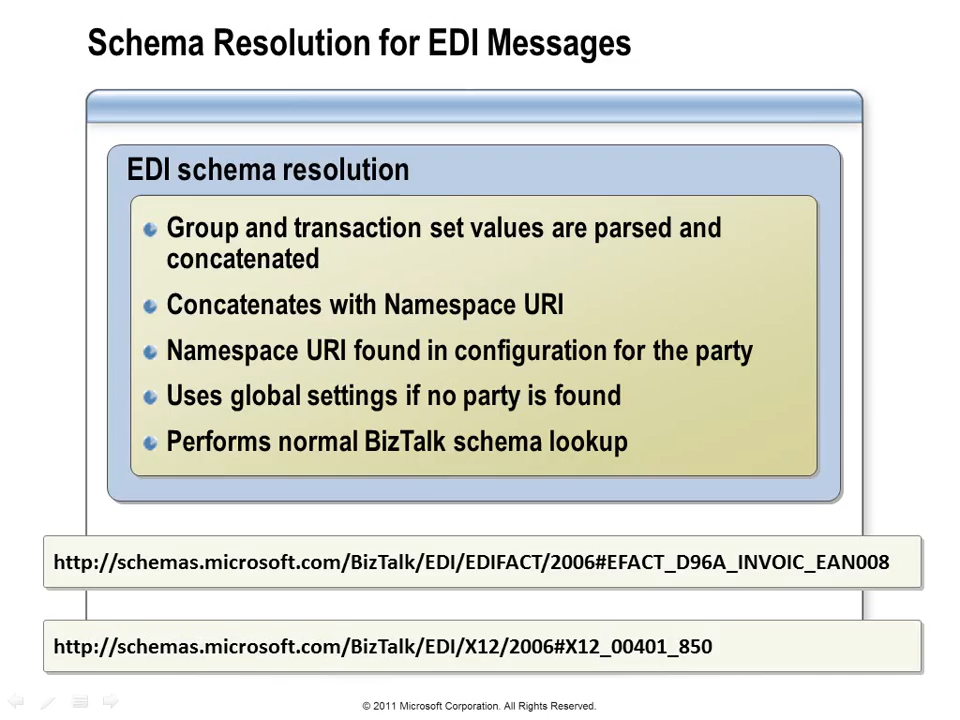 Schema Resolution for EDI Messages
EDI schema resolution
Group and transaction set values are parsed and
concatenated
Concatenates with Namespace URI
Namespace URI found in configuration for the party
Uses global settings if no party is found
Performs normal BizTalk schema lookup
http://schemas.microsoft.com/BizTalk/EDI/EDIFACT/2006#EFACT_D96A_INVOIC_EAN008
http://schemas.microsoft.com/BizTalk/EDI/X12/2006#X12_00401_850
© 2011 Microsoft Corporation. All Rights Reserved.